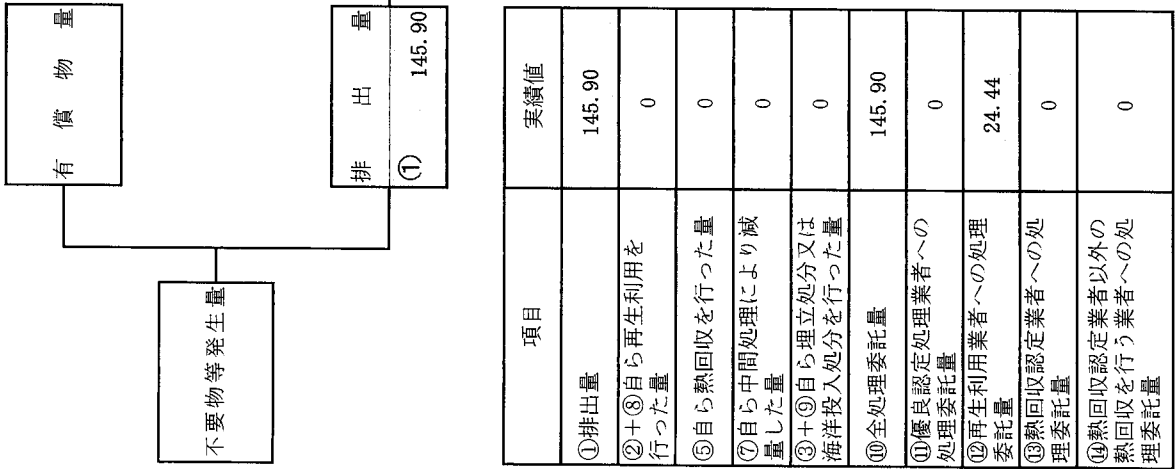 有償物量
不要物等発生量
排出量
① 145.90
項目 実績値
①排出量 145.90
②+⑧自ら再生利用を
行った量 0
⑤自ら熱回収を行った量 0
⑦自ら中間処理により減
量した量 0
③+⑨自ら埋立処分又は
海洋投入処分を行った量 0
⑩全処理委託量 145.90
⑪優良認定処理業者への
処理委託量 0
⑫再生利用業者への処理
委託量 24.44
⑬熱回収認定業者への処
理委託量 0
⑭熱回収認定業者以外の
熱回収を行う業者への処
理委託量 0